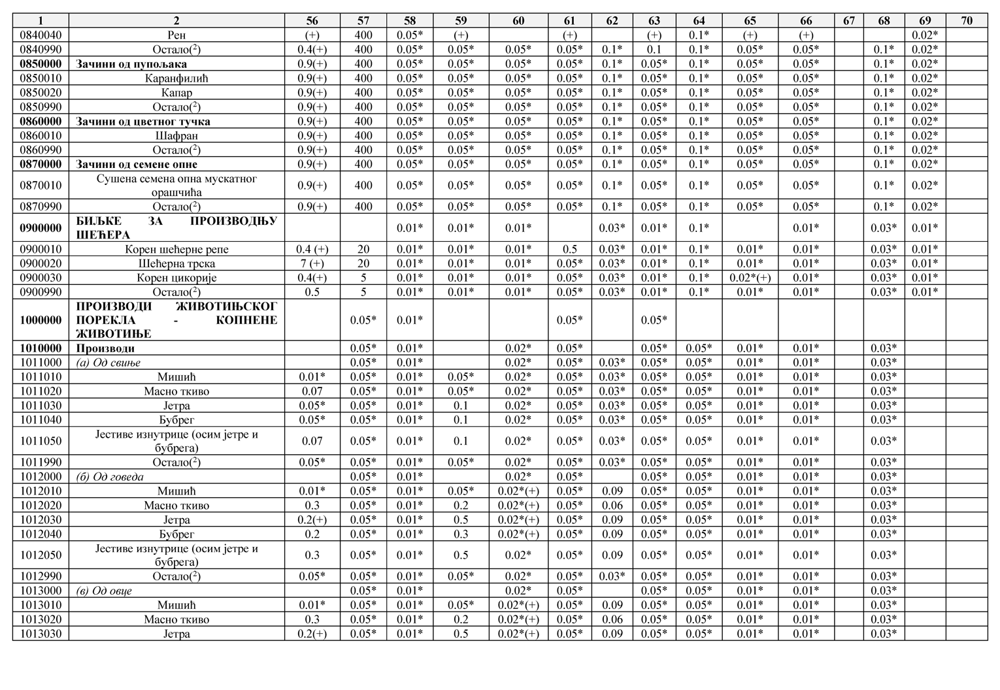 1 2 56 57 58 59 60 61 62 63 64 65 66 67 68 69 70
0840040 Рен (+) 400 0.05* (+) (+) (+) 0.1* (+) (+) 0.02*
0840990 Остало(2) 0.4(+) 400 0.05* 0.05* 0.05* 0.05* 0.1* 0.1 0.1* 0.05* 0.05* 0.1* 0.02*
0850000 Зачини од пупољака 0.9(+) 400 0.05* 0.05* 0.05* 0.05* 0.1* 0.05* 0.1* 0.05* 0.05* 0.1* 0.02*
0850010 Каранфилић 0.9(+) 400 0.05* 0.05* 0.05* 0.05* 0.1* 0.05* 0.1* 0.05* 0.05* 0.1* 0.02*
0850020 Капар 0.9(+) 400 0.05* 0.05* 0.05* 0.05* 0.1* 0.05* 0.1* 0.05* 0.05* 0.1* 0.02*
0850990 Остало(2) 0.9(+) 400 0.05* 0.05* 0.05* 0.05* 0.1* 0.05* 0.1* 0.05* 0.05* 0.1* 0.02*
0860000 Зачини од цветног тучка 0.9(+) 400 0.05* 0.05* 0.05* 0.05* 0.1* 0.05* 0.1* 0.05* 0.05* 0.1* 0.02*
0860010 Шафран 0.9(+) 400 0.05* 0.05* 0.05* 0.05* 0.1* 0.05* 0.1* 0.05* 0.05* 0.1* 0.02*
0860990 Остало(2) 0.9(+) 400 0.05* 0.05* 0.05* 0.05* 0.1* 0.05* 0.1* 0.05* 0.05* 0.1* 0.02*
0870000 Зачини од семене опне 0.9(+) 400 0.05* 0.05* 0.05* 0.05* 0.1* 0.05* 0.1* 0.05* 0.05* 0.1* 0.02*
0870010 Сушена семена опна мускатног
орашчића 0.9(+) 400 0.05* 0.05* 0.05* 0.05* 0.1* 0.05* 0.1* 0.05* 0.05* 0.1* 0.02*
0870990 Остало(2) 0.9(+) 400 0.05* 0.05* 0.05* 0.05* 0.1* 0.05* 0.1* 0.05* 0.05* 0.1* 0.02*
0900000 БИЉКЕ ЗА ПРОИЗВОДЊУ
ШЕЋЕРА 0.01* 0.01* 0.01* 0.03* 0.01* 0.1* 0.01* 0.03* 0.01*
0900010 Корен шећерне репе 0.4 (+) 20 0.01* 0.01* 0.01* 0.5 0.03* 0.01* 0.1* 0.01* 0.01* 0.03* 0.01*
0900020 Шећерна трска 7 (+) 20 0.01* 0.01* 0.01* 0.05* 0.03* 0.01* 0.1* 0.01* 0.01* 0.03* 0.01*
0900030 Корен цикорије 0.4(+) 5 0.01* 0.01* 0.01* 0.05* 0.03* 0.01* 0.1* 0.02*(+) 0.01* 0.03* 0.01*
0900990 Остало(2) 0.5 5 0.01* 0.01* 0.01* 0.05* 0.03* 0.01* 0.1* 0.01* 0.01* 0.03* 0.01*
1000000 ПРОИЗВОДИ ЖИВОТИЊСКОГ
ПОРЕКЛА - КОПНЕНЕ
ЖИВОТИЊЕ 0.05* 0.01* 0.05* 0.05*
1010000 Производи 0.05* 0.01* 0.02* 0.05* 0.05* 0.05* 0.01* 0.01* 0.03*
1011000 (а) Од свиње 0.05* 0.01* 0.02* 0.05* 0.03* 0.05* 0.05* 0.01* 0.01* 0.03*
1011010 Мишић 0.01* 0.05* 0.01* 0.05* 0.02* 0.05* 0.03* 0.05* 0.05* 0.01* 0.01* 0.03*
1011020 Масно ткиво 0.07 0.05* 0.01* 0.05* 0.02* 0.05* 0.03* 0.05* 0.05* 0.01* 0.01* 0.03*
1011030 Јетра 0.05* 0.05* 0.01* 0.1 0.02* 0.05* 0.03* 0.05* 0.05* 0.01* 0.01* 0.03*
1011040 Бубрег 0.05* 0.05* 0.01* 0.1 0.02* 0.05* 0.03* 0.05* 0.05* 0.01* 0.01* 0.03*
1011050 Јестиве изнутрице (осим јетре и
бубрега) 0.07 0.05* 0.01* 0.1 0.02* 0.05* 0.03* 0.05* 0.05* 0.01* 0.01* 0.03*
1011990 Остало(2) 0.05* 0.05* 0.01* 0.05* 0.02* 0.05* 0.03* 0.05* 0.05* 0.01* 0.01* 0.03*
1012000 (б) Од говеда 0.05* 0.01* 0.02* 0.05* 0.05* 0.05* 0.01* 0.01* 0.03*
1012010 Мишић 0.01* 0.05* 0.01* 0.05* 0.02*(+) 0.05* 0.09 0.05* 0.05* 0.01* 0.01* 0.03*
1012020 Масно ткиво 0.3 0.05* 0.01* 0.2 0.02*(+) 0.05* 0.06 0.05* 0.05* 0.01* 0.01* 0.03*
1012030 Јетра 0.2(+) 0.05* 0.01* 0.5 0.02*(+) 0.05* 0.09 0.05* 0.05* 0.01* 0.01* 0.03*
1012040 Бубрег 0.2 0.05* 0.01* 0.3 0.02*(+) 0.05* 0.09 0.05* 0.05* 0.01* 0.01* 0.03*
1012050 Јестиве изнутрице (осим јетре и
бубрега) 0.3 0.05* 0.01* 0.5 0.02* 0.05* 0.09 0.05* 0.05* 0.01* 0.01* 0.03*
1012990 Остало(2) 0.05* 0.05* 0.01* 0.05* 0.02* 0.05* 0.03* 0.05* 0.05* 0.01* 0.01* 0.03*
1013000 (в) Од овце 0.05* 0.01* 0.02* 0.05* 0.05* 0.05* 0.01* 0.01* 0.03*
1013010 Мишић 0.01* 0.05* 0.01* 0.05* 0.02*(+) 0.05* 0.09 0.05* 0.05* 0.01* 0.01* 0.03*
1013020 Масно ткиво 0.3 0.05* 0.01* 0.2 0.02*(+) 0.05* 0.06 0.05* 0.05* 0.01* 0.01* 0.03*
1013030 Јетра 0.2(+) 0.05* 0.01* 0.5 0.02*(+) 0.05* 0.09 0.05* 0.05* 0.01* 0.01* 0.03*